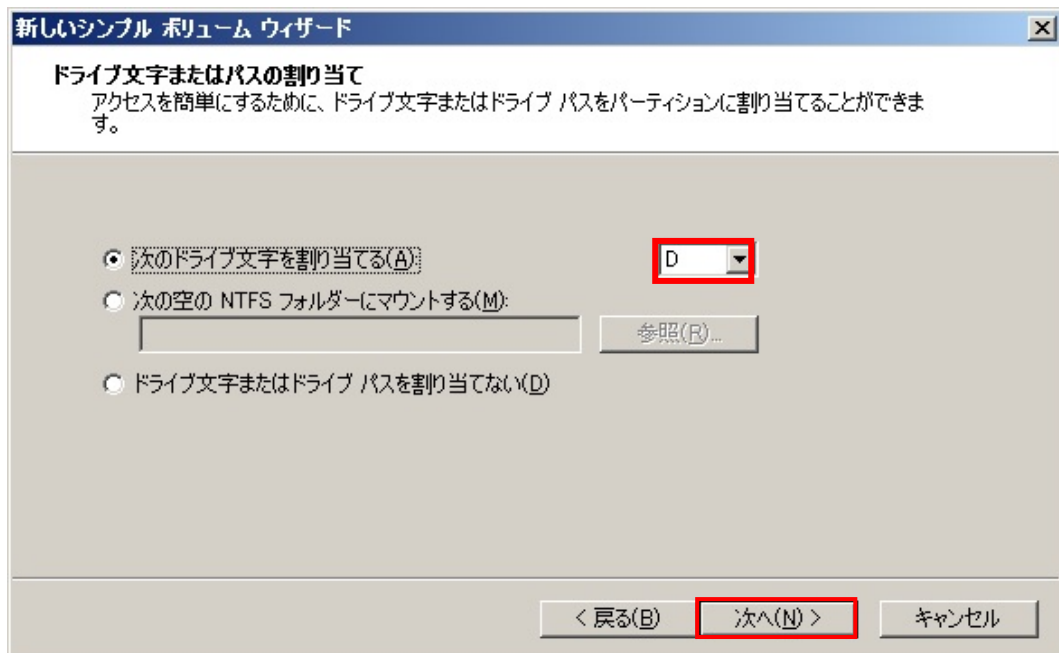 新しいシンプル ボリューム ウィザード
ドライブ文字またはパスの割り当て
アクセスを簡単にするために、ドライブ文字またはドライブ パスをパーティションに割り当てることができま
す。
次のドライブ文字を割り当てる(A):
D
次の空の NTFS フォルダーにマウントする(M):
参照(R)...
ドライブ文字またはドライブ パスを割り当てない(D)
< 戻る(B)
次へ(N) >
キャンセル